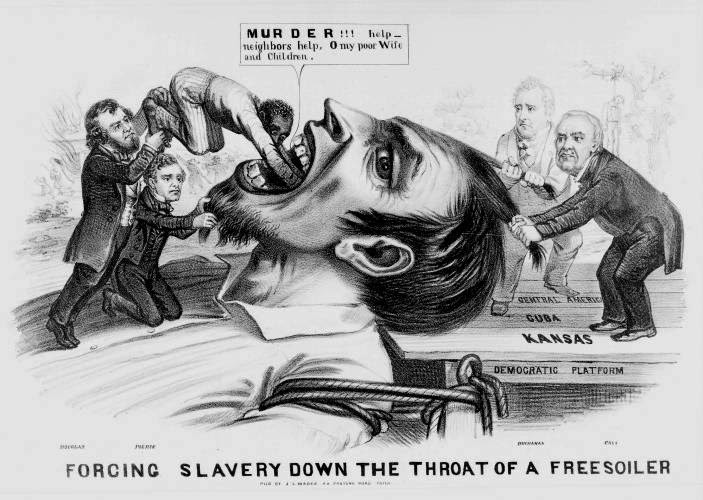 MURDER!!! help_
neighbors help, O my poor Wife
and Children.
CENTRAL AMERICA
CUBA
KANSAS
DEMOCRATIC PLATFORM
DOUGLAS PIERCE BUCHANAN CASS
FORCING SLAVERY DOWN THE THROAT OF A FREESOILER